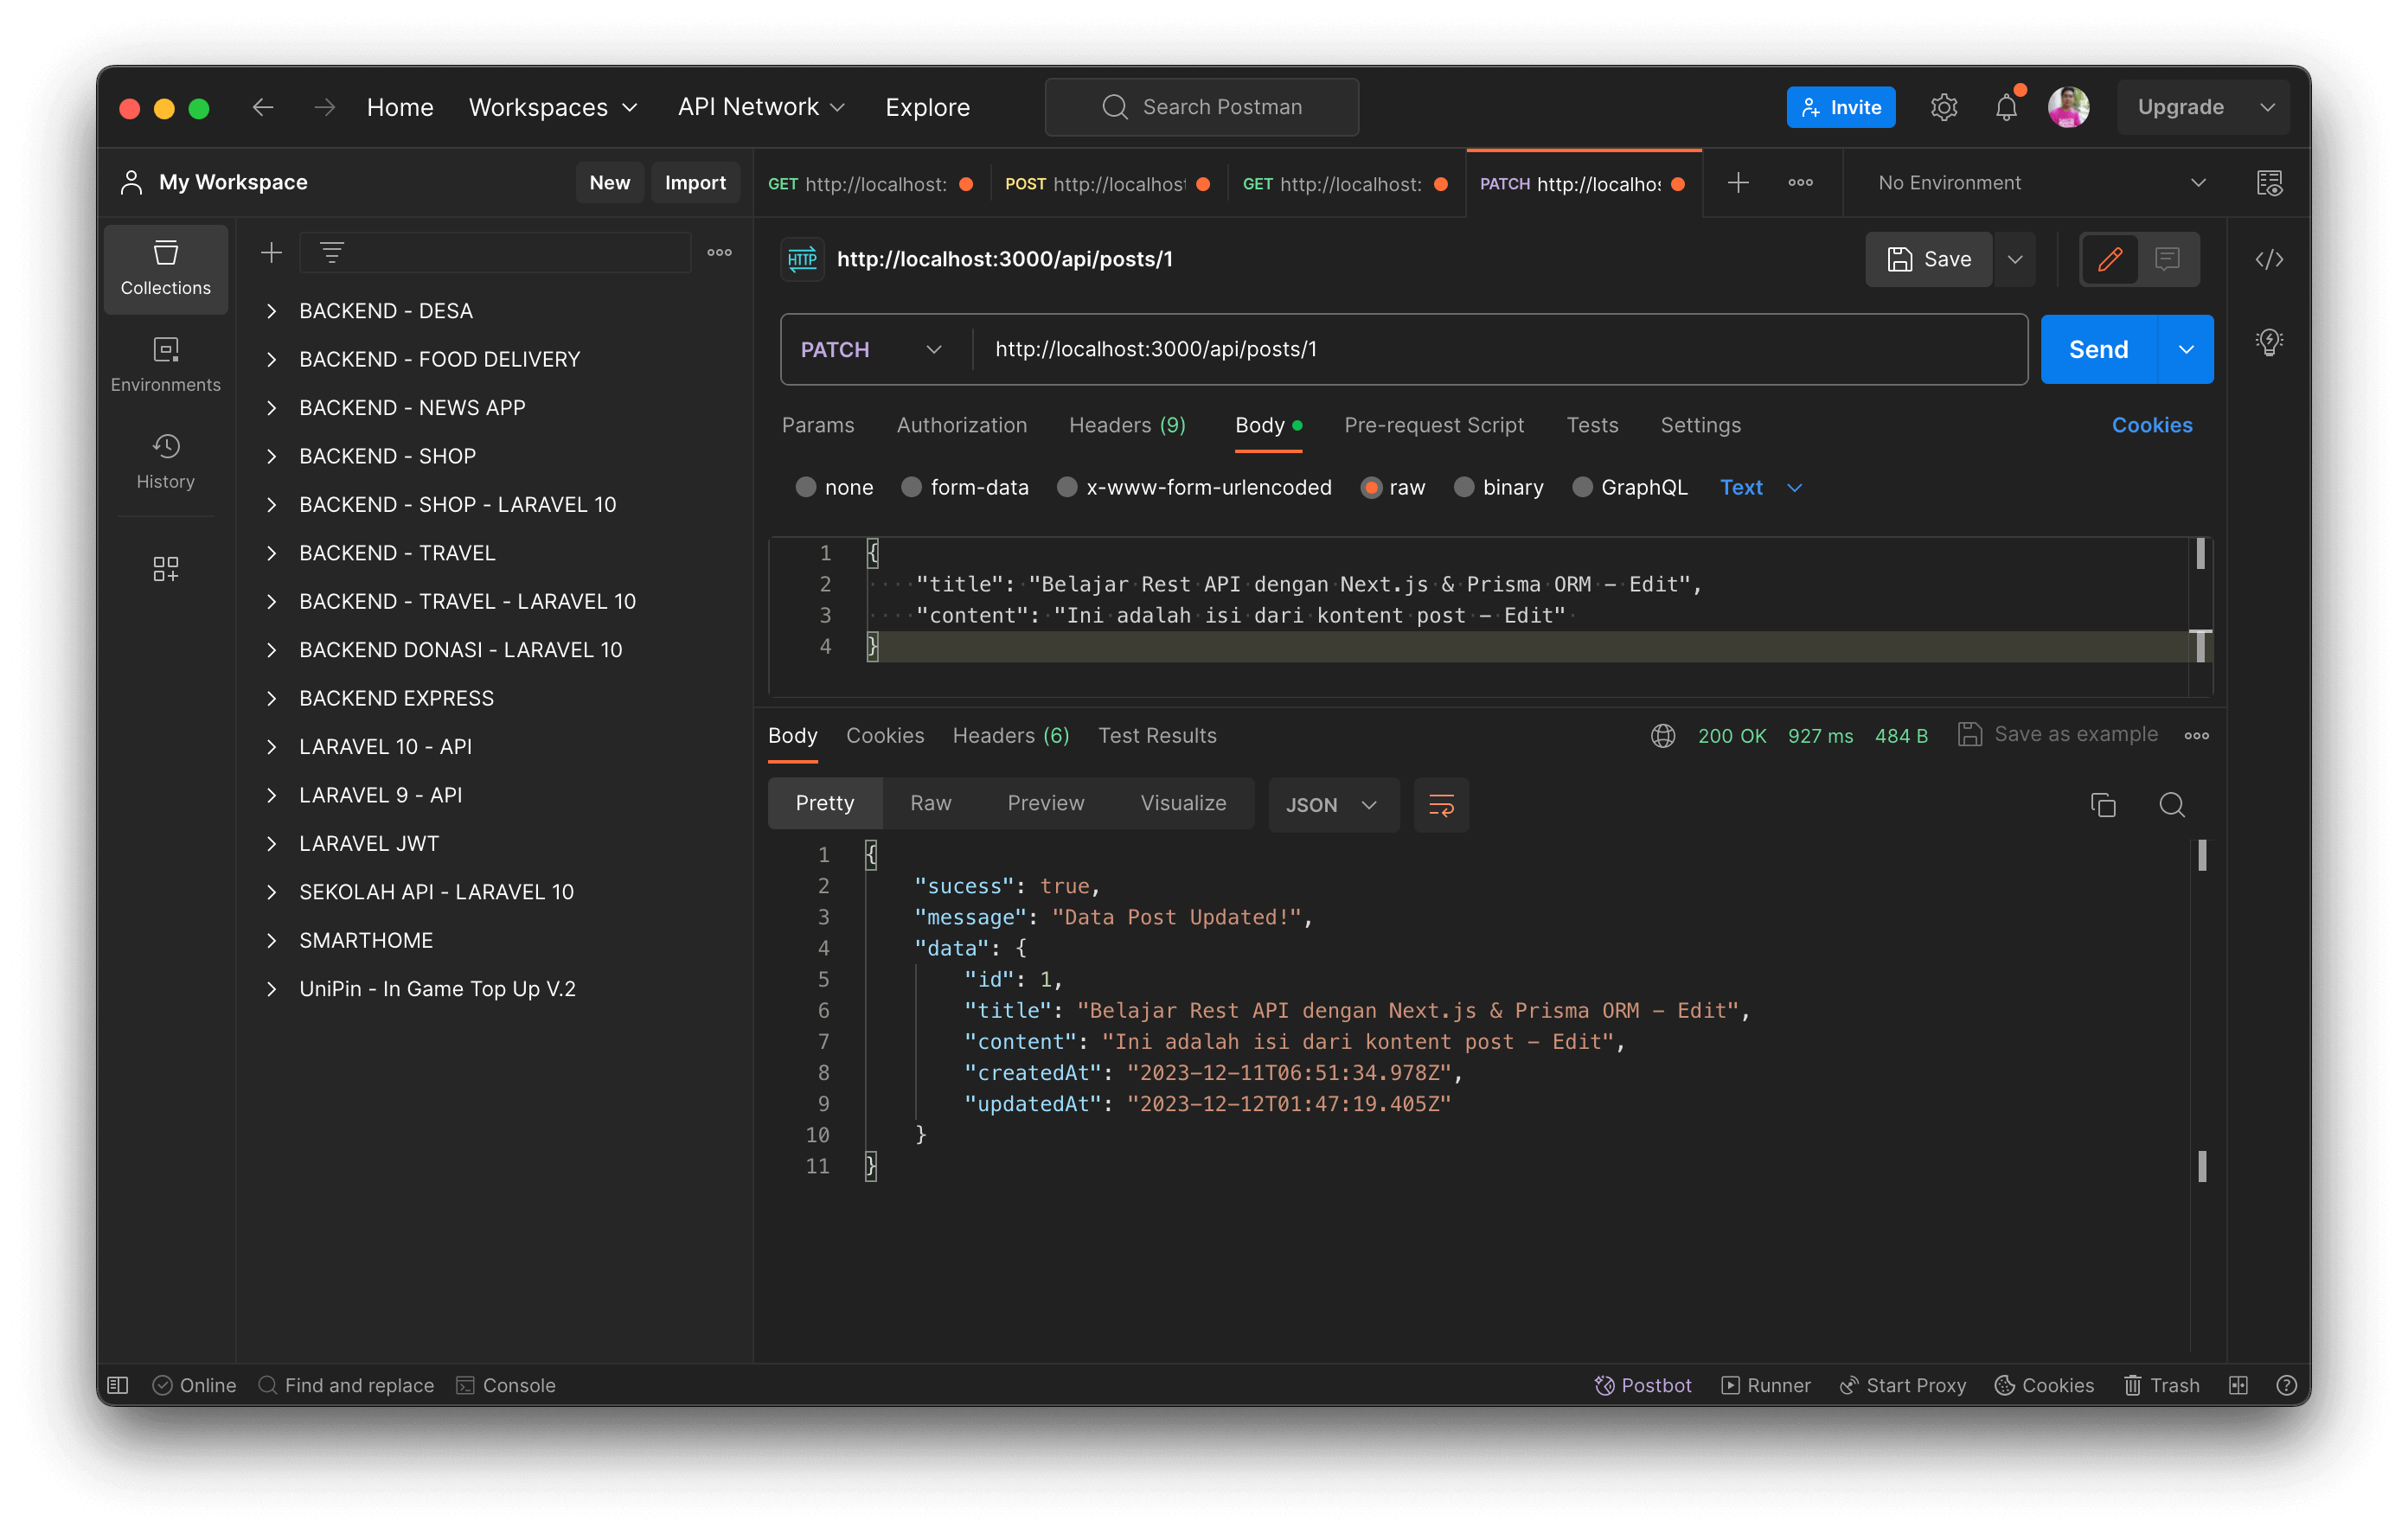 Home Workspaces API Network Explore Search Postman Invite Upgrade
My Workspace New Import
GET http://localhost: POST http://localhost GET http://localhost: PATCH http://localhos No Environment
Collections
Environments
History
BACKEND - DESA
BACKEND - FOOD DELIVERY
BACKEND - NEWS APP
BACKEND - SHOP
BACKEND - SHOP - LARAVEL 10
BACKEND - TRAVEL
BACKEND - TRAVEL - LARAVEL 10
BACKEND DONASI - LARAVEL 10
BACKEND EXPRESS
LARAVEL 10 - API
LARAVEL 9 - API
LARAVEL JWT
SEKOLAH API - LARAVEL 10
SMARTHOME
UniPin - In Game Top Up V.2
HTTP http://localhost:3000/api/posts/1 Save
PATCH http://localhost:3000/api/posts/1 Send
Params Authorization Headers (9) Body Pre-request Script Tests Settings Cookies
none form-data x-www-form-urlencoded raw binary GraphQL Text
1 {
2 "title": "Belajar Rest API dengan Next.js & Prisma ORM - Edit",
3 "content": "Ini adalah isi dari kontent post - Edit"
4 }
Body Cookies Headers (6) Test Results 200 OK 927 ms 484 B Save as example
Pretty Raw Preview Visualize JSON
1 {
2 "sucess": true,
3 "message": "Data Post Updated!",
4 "data": {
5 "id": 1,
6 "title": "Belajar Rest API dengan Next.js & Prisma ORM - Edit",
7 "content": "Ini adalah isi dari kontent post - Edit",
8 "createdAt": "2023-12-11T06:51:34.978Z",
9 "updatedAt": "2023-12-12T01:47:19.405Z"
10 }
11 }
Online Find and replace Console Postbot Runner Start Proxy Cookies Trash